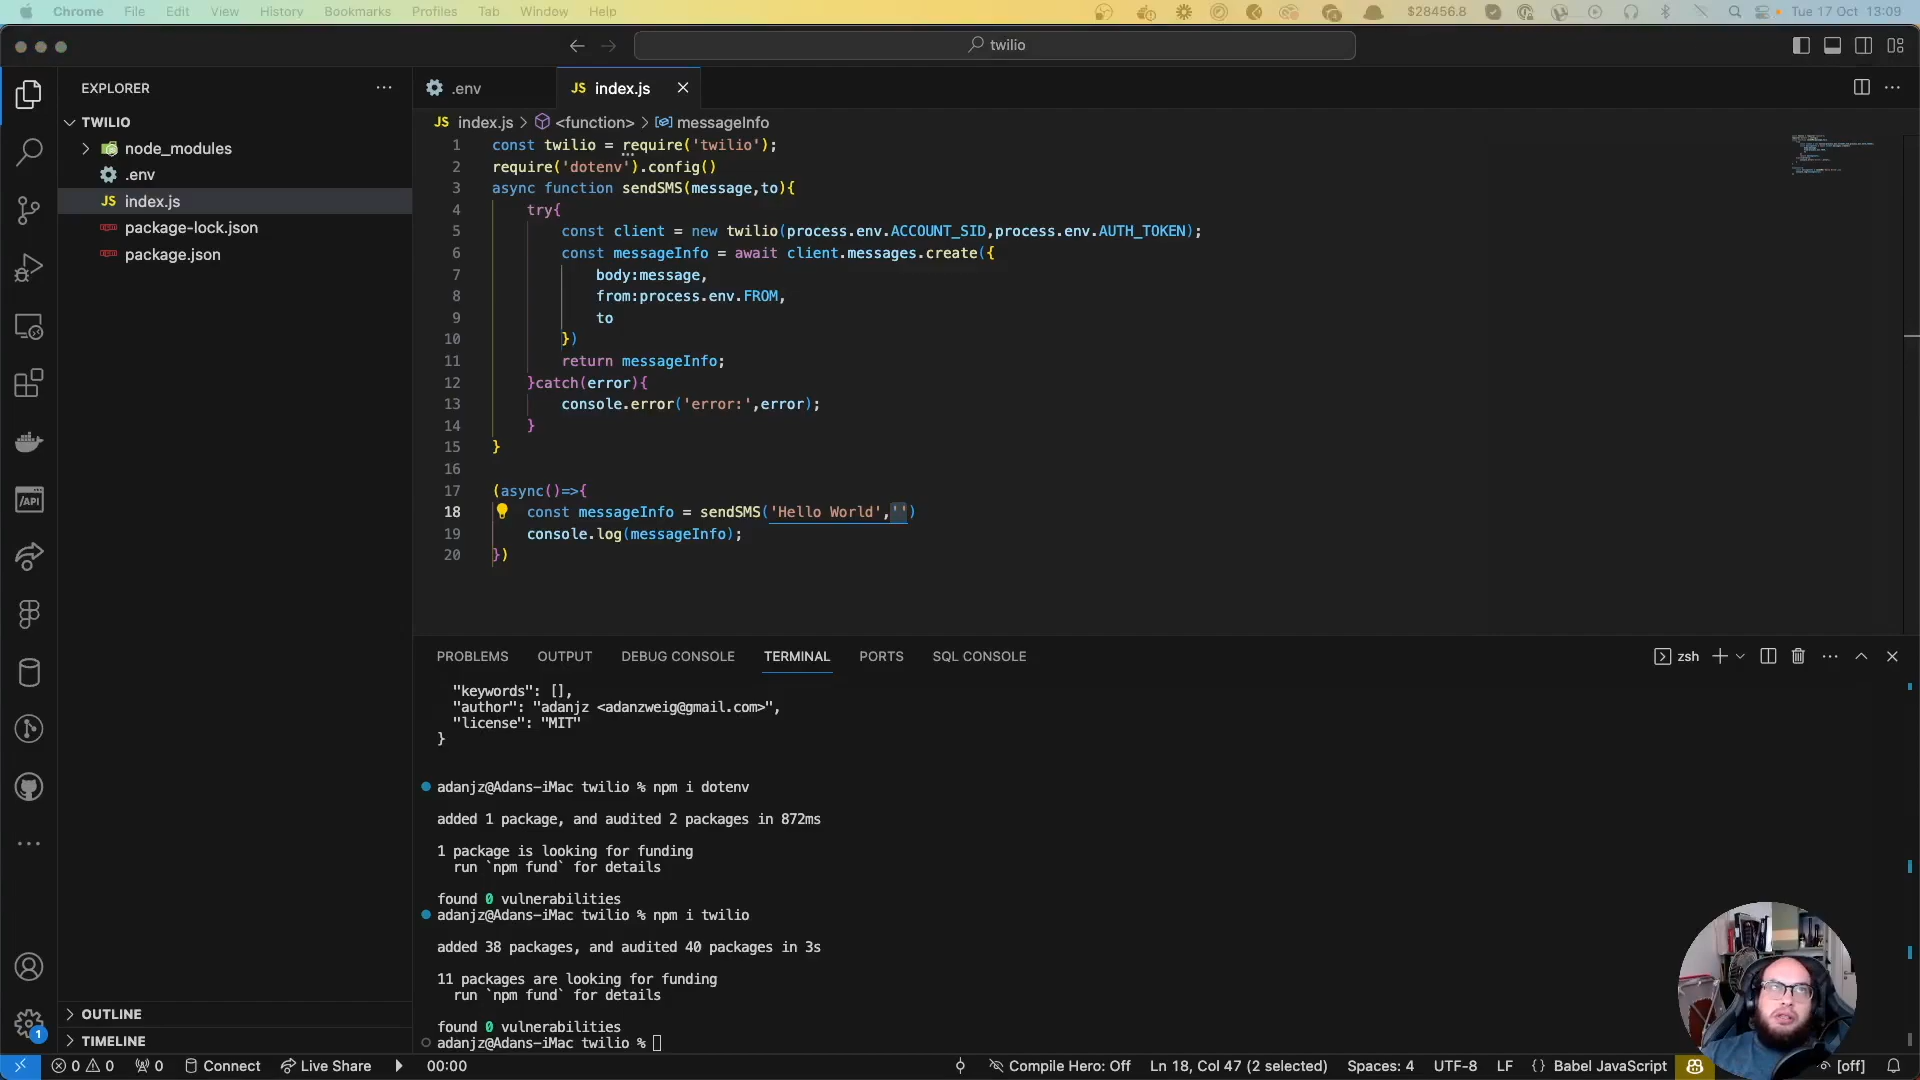 Chrome File Edit View History Bookmarks Profiles Tab Window Help $28456.8 Tue 17 Oct 13:09
twilio
EXPLORER
TWILIO
node_modules
.env
JS index.js
package-lock.json
package.json
OUTLINE
TIMELINE
.env JS index.js
JS index.js > <function> > messageInfo
1 const twilio = require('twilio');
2 require('dotenv').config()
3 async function sendSMS(message,to){
4 try{
5 const client = new twilio(process.env.ACCOUNT_SID,process.env.AUTH_TOKEN);
6 const messageInfo = await client.messages.create({
7 body:message,
8 from:process.env.FROM,
9 to
10 })
11 return messageInfo;
12 }catch(error){
13 console.error('error:',error);
14 }
15 }
16
17 (async()=>{
18 const messageInfo = sendSMS('Hello World','')
19 console.log(messageInfo);
20 })
PROBLEMS OUTPUT DEBUG CONSOLE TERMINAL PORTS SQL CONSOLE zsh
"keywords": [],
"author": "adanjz <adanzweig@gmail.com>",
"license": "MIT"
}
adanjz@Adans-iMac twilio % npm i dotenv
added 1 package, and audited 2 packages in 872ms
1 package is looking for funding
run `npm fund` for details
found 0 vulnerabilities
adanjz@Adans-iMac twilio % npm i twilio
added 38 packages, and audited 40 packages in 3s
11 packages are looking for funding
run `npm fund` for details
found 0 vulnerabilities
adanjz@Adans-iMac twilio %
/API
1
0 0 0 Connect Live Share 00:00 Compile Hero: Off Ln 18, Col 47 (2 selected) Spaces: 4 UTF-8 LF {} Babel JavaScript [off]